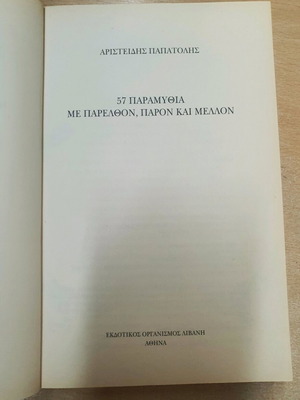 ΑΡΙΣΤΕΙΔΗΣ ΠΑΠΑΤΟΛΗΣ
57 ΠΑΡΑΜΥΘΙΑ
ΜΕ ΠΑΡΕΛΘΟΝ, ΠΑΡΟΝ ΚΑΙ ΜΕΛΛΟΝ
ΕΚΔΟΤΙΚΟΣ ΟΡΓΑΝΙΣΜΟΣ ΛΙΒΑΝΗ
ΑΘΗΝΑ